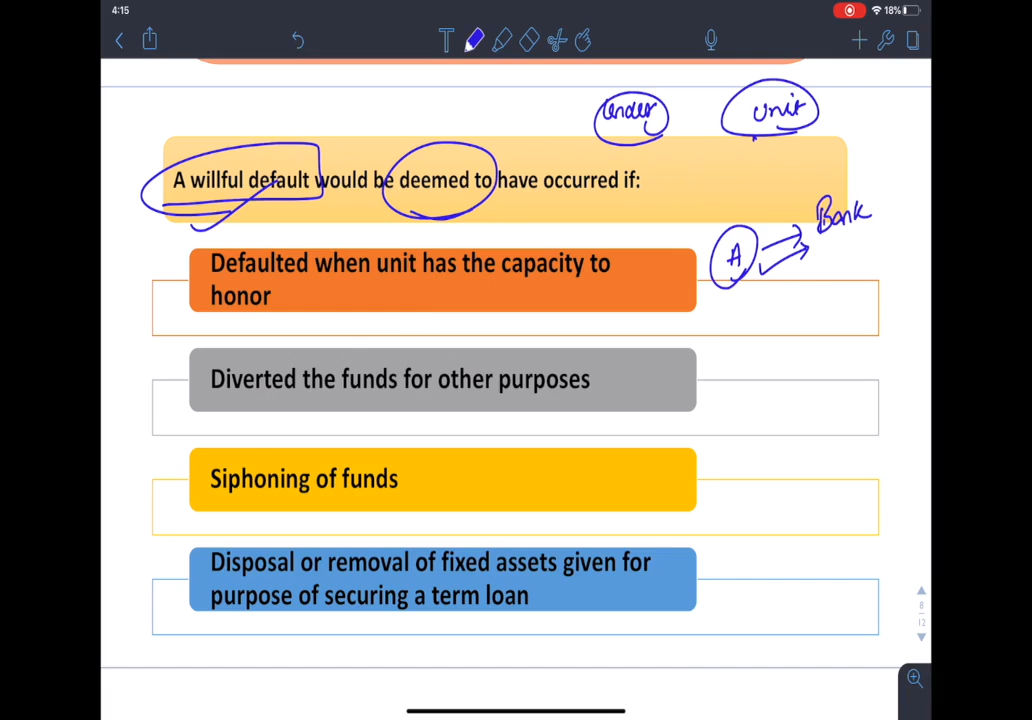 4:15
18%
lender
unit
A willful default would be deemed to have occurred if:
Bank
A
Defaulted when unit has the capacity to
honor
Diverted the funds for other purposes
Siphoning of funds
Disposal or removal of fixed assets given for
purpose of securing a term loan
8
12